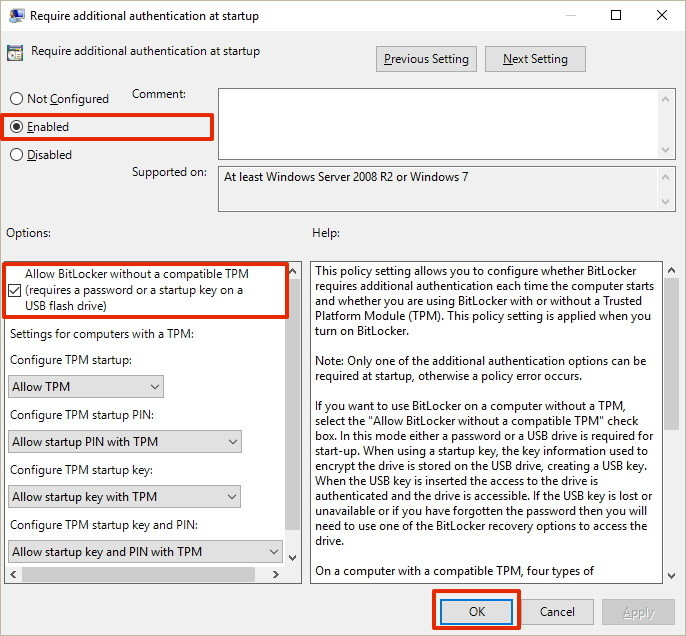 Require additional authentication at startup
Require additional authentication at startup
Previous Setting
Next Setting
Not Configured
Comment:
Enabled
Disabled
Supported on:
At least Windows Server 2008 R2 or Windows 7
Options:
Help:
Allow BitLocker without a compatible TPM
(requires a password or a startup key on a
USB flash drive)
Settings for computers with a TPM:
Configure TPM startup:
Allow TPM
Configure TPM startup PIN:
Allow startup PIN with TPM
Configure TPM startup key:
Allow startup key with TPM
Configure TPM startup key and PIN:
Allow startup key and PIN with TPM
This policy setting allows you to configure whether BitLocker
requires additional authentication each time the computer starts
and whether you are using BitLocker with or without a Trusted
Platform Module (TPM). This policy setting is applied when you
turn on BitLocker.
Note: Only one of the additional authentication options can be
required at startup, otherwise a policy error occurs.
If you want to use BitLocker on a computer without a TPM,
select the "Allow BitLocker without a compatible TPM" check
box. In this mode either a password or a USB drive is required for
start-up. When using a startup key, the key information used to
encrypt the drive is stored on the USB drive, creating a USB key.
When the USB key is inserted the access to the drive is
authenticated and the drive is accessible. If the USB key is lost or
unavailable or if you have forgotten the password then you will
need to use one of the BitLocker recovery options to access the
drive.
On a computer with a compatible TPM, four types of
OK
Cancel
Apply